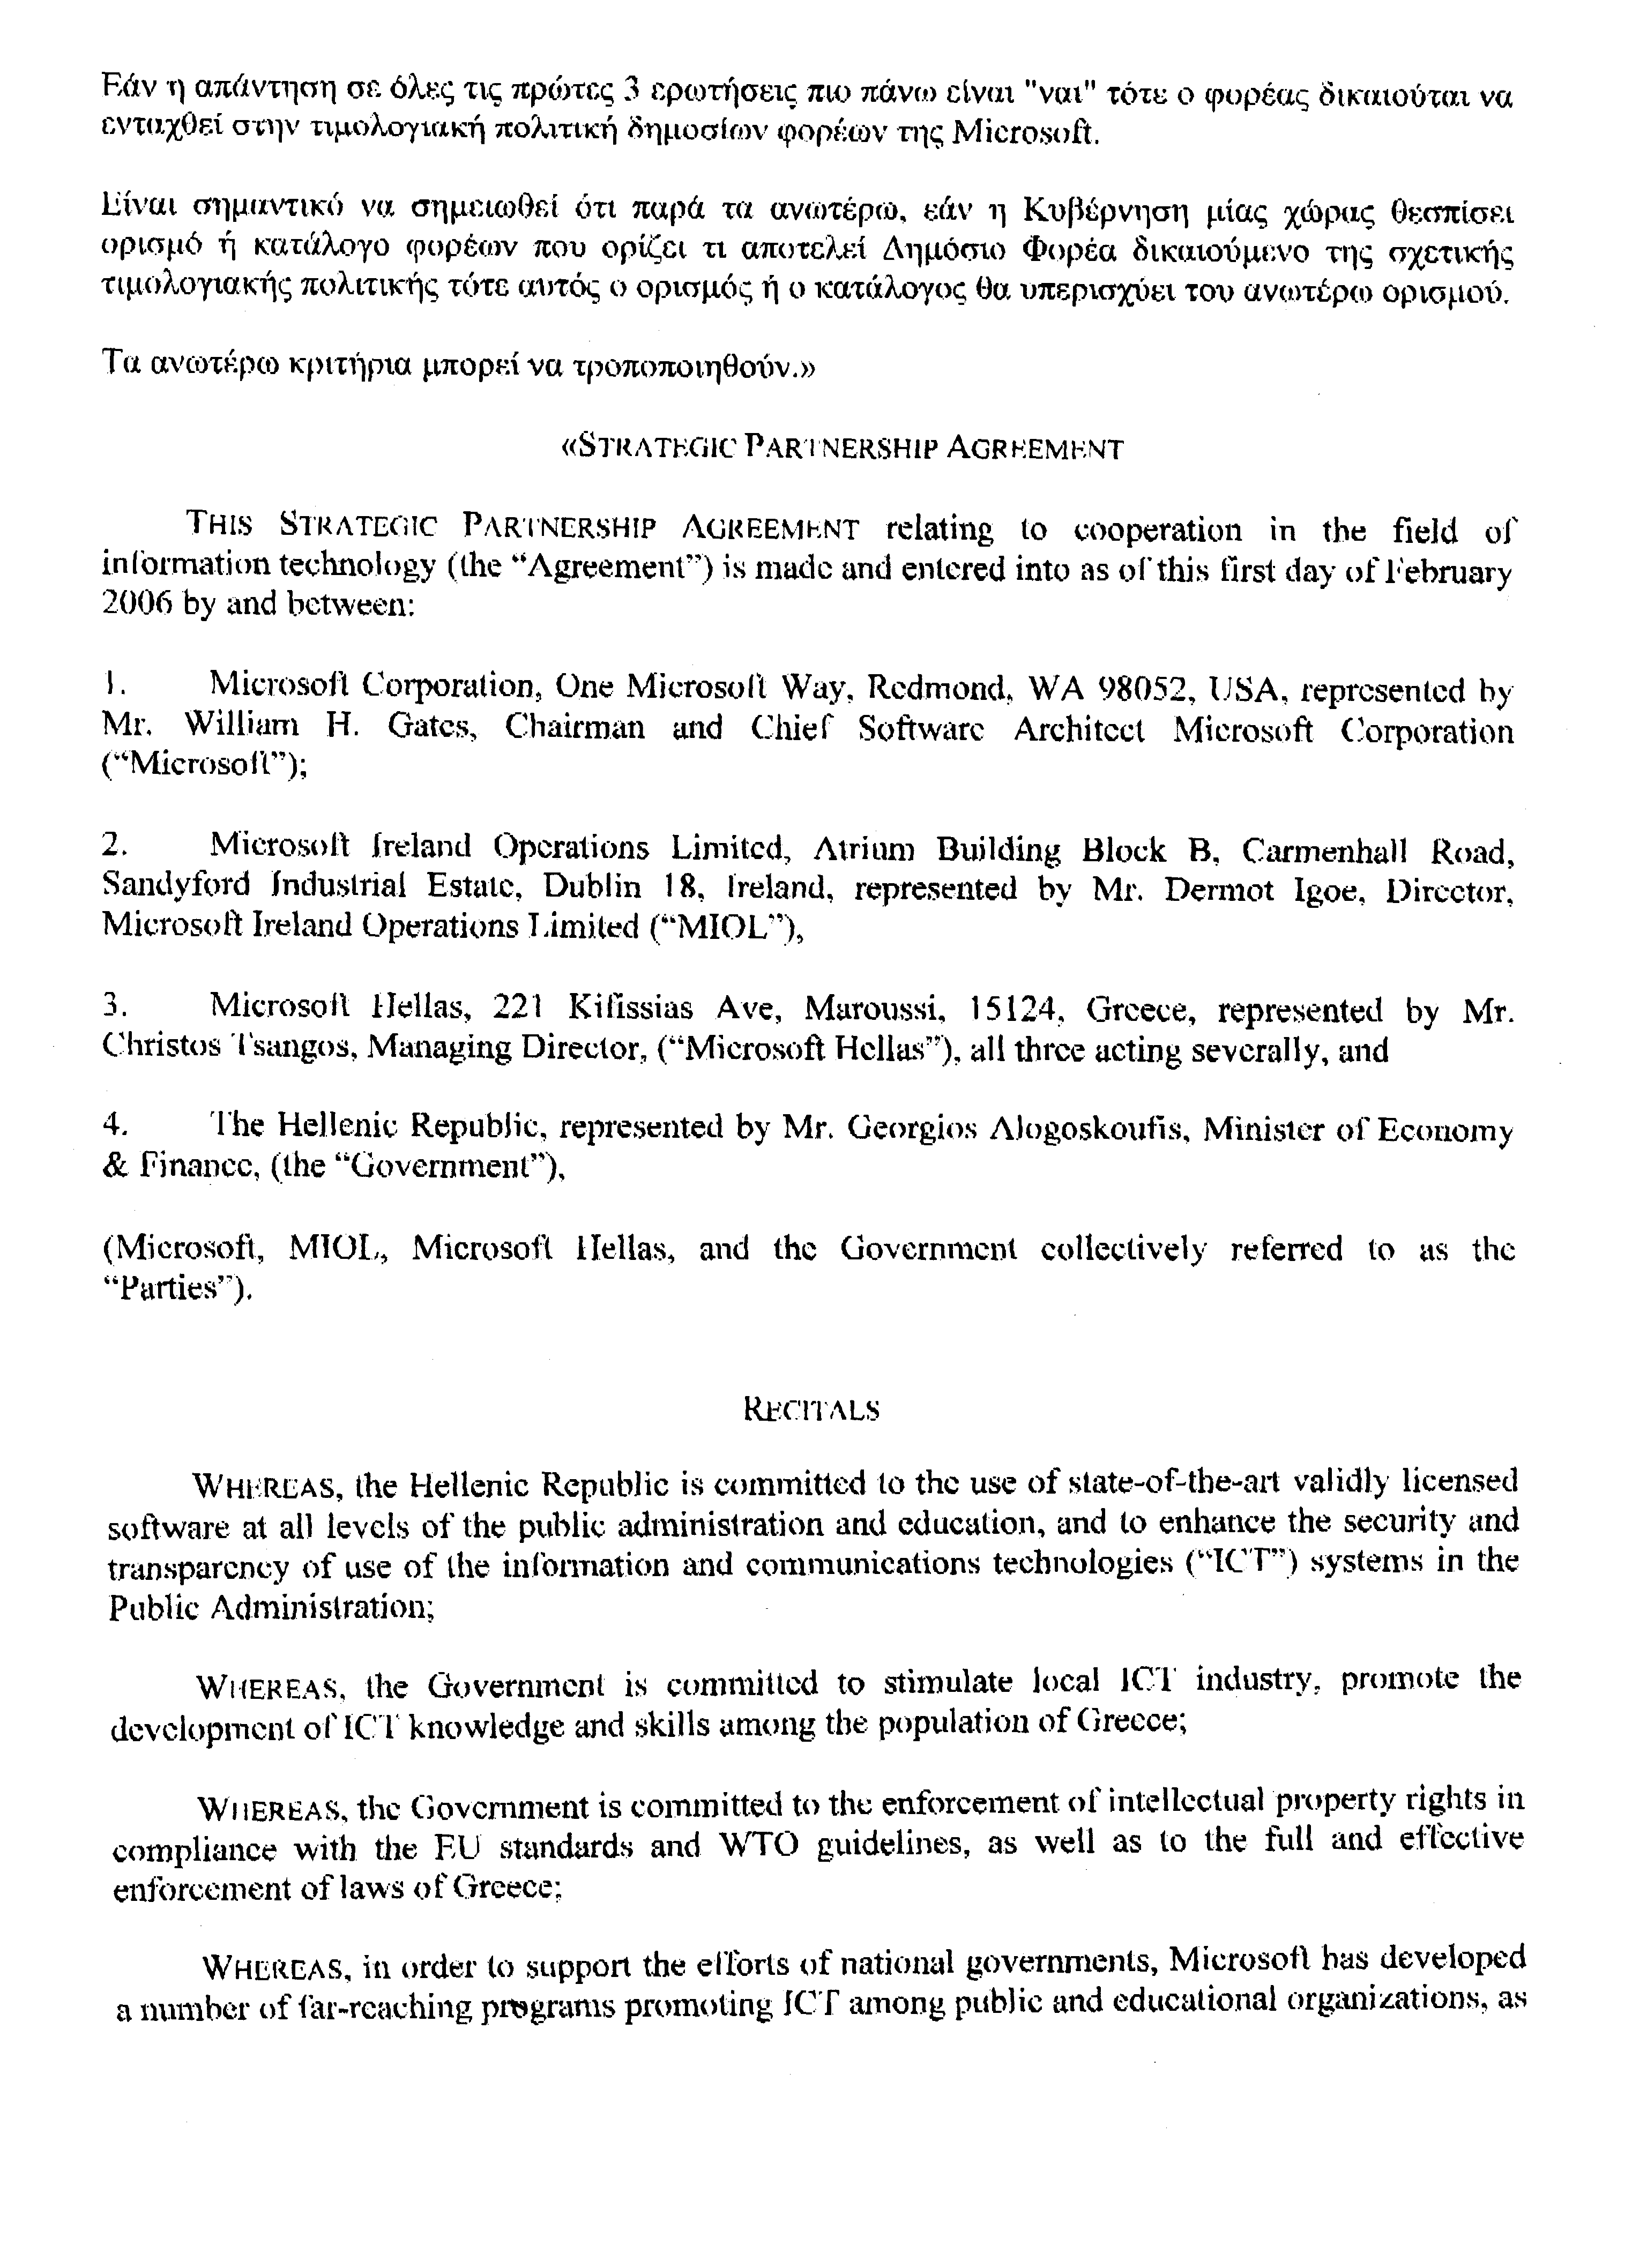 Εάν η απάντηση σε όλες τις πρώτες 3 ερωτήσεις πιο πάνω είναι "ναι" τότε ο φορέας δικαιούται να
ενταχθεί στην τιμολογιακή πολιτική δημοσίων φορέων της Microsoft.
Είναι σημαντικό να σημειωθεί ότι παρά τα ανωτέρω, εάν η Κυβέρνηση μίας χώρας θεσπίσει
ορισμό ή κατάλογο φορέων που ορίζει τι αποτελεί Δημόσιο Φορέα δικαιούμενο της σχετικής
τιμολογιακής πολιτικής τότε αυτός ο ορισμός ή ο κατάλογος θα υπερισχύει του ανωτέρω ορισμού.
Τα ανωτέρω κριτήρια μπορεί να τροποποιηθούν.»
«STRATEGIC PARTNERSHIP AGREEMENT
THIS STRATEGIC PARTNERSHIP AGREEMENT relating to cooperation in the field of
information technology (the “Agreement”) is made and entered into as of this first day of February
2006 by and between:
1. Microsoft Corporation, One Microsoft Way, Redmond, WA 98052, USA, represented by
Mr. William H. Gates, Chairman and Chief Software Architect Microsoft Corporation
(“Microsoft”);
2. Microsoft Ireland Operations Limited, Atrium Building Block B, Carmenhall Road,
Sandyford Industrial Estate, Dublin 18, Ireland, represented by Mr. Dermot Igoe, Director,
Microsoft Ireland Operations Limited (“MIOL”),
3. Microsoft Hellas, 221 Kifissias Ave, Maroussi, 15124, Greece, represented by Mr.
Christos Tsangos, Managing Director, (“Microsoft Hellas”), all three acting severally, and
4. The Hellenic Republic, represented by Mr. Georgios Alogoskoufis, Minister of Economy
& Finance, (the “Government”),
(Microsoft, MIOL, Microsoft Hellas, and the Government collectively referred to as the
“Parties”).
RECITALS
WHEREAS, the Hellenic Republic is committed to the use of state-of-the-art validly licensed
software at all levels of the public administration and education, and to enhance the security and
transparency of use of the information and communications technologies (“ICT”) systems in the
Public Administration;
WHEREAS, the Government is committed to stimulate local ICT industry, promote the
development of ICT knowledge and skills among the population of Greece;
WHEREAS, the Government is committed to the enforcement of intellectual property rights in
compliance with the EU standards and WTO guidelines, as well as to the full and effective
enforcement of laws of Greece;
WHEREAS, in order to support the efforts of national governments, Microsoft has developed
a number of far-reaching programs promoting ICT among public and educational organizations, as